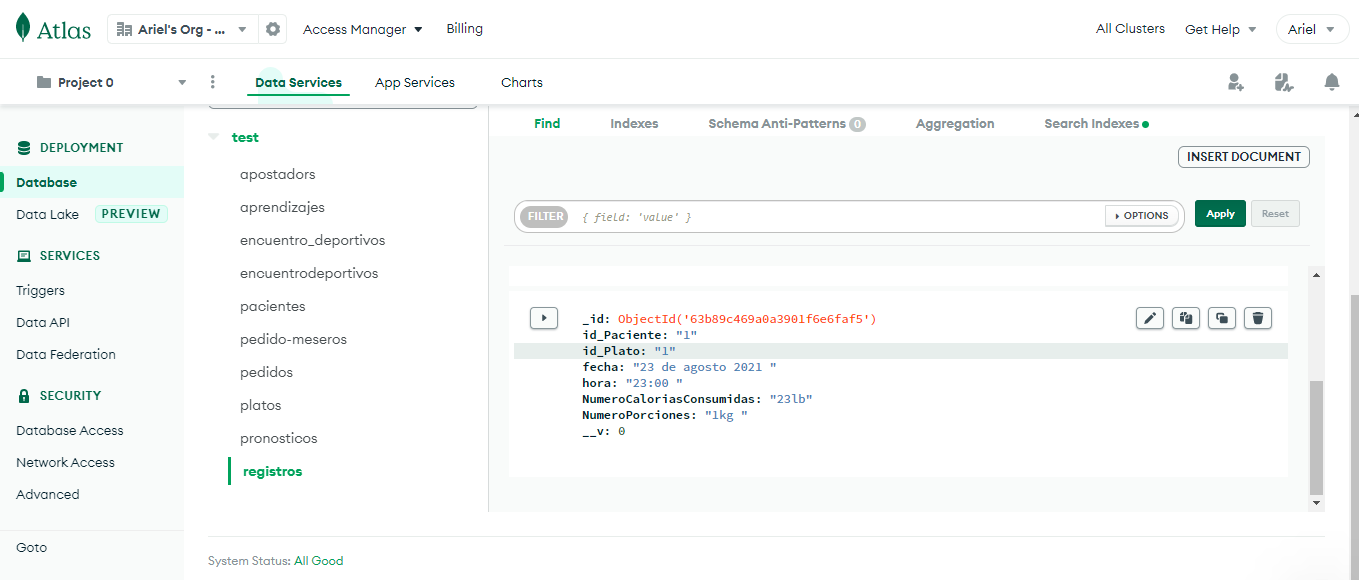 Atlas
Ariel's Org - ...
Access Manager
Billing
All Clusters
Get Help
Ariel
Project 0
Data Services
App Services
Charts
DEPLOYMENT
Database
Data Lake PREVIEW
SERVICES
Triggers
Data API
Data Federation
SECURITY
Database Access
Network Access
Advanced
Goto
test
apostadors
aprendizajes
encuentro_deportivos
encuentrodeportivos
pacientes
pedido-meseros
pedidos
platos
pronosticos
registros
Find
Indexes
Schema Anti-Patterns 0
Aggregation
Search Indexes
INSERT DOCUMENT
FILTER { field: 'value' }
OPTIONS
Apply
Reset
_id: ObjectId('63b89c469a0a3901f6e6faf5')
id_Paciente: "1"
id_Plato: "1"
fecha: "23 de agosto 2021 "
hora: "23:00 "
NumeroCaloriasConsumidas: "23lb"
NumeroPorciones: "1kg "
__v: 0
System Status: All Good